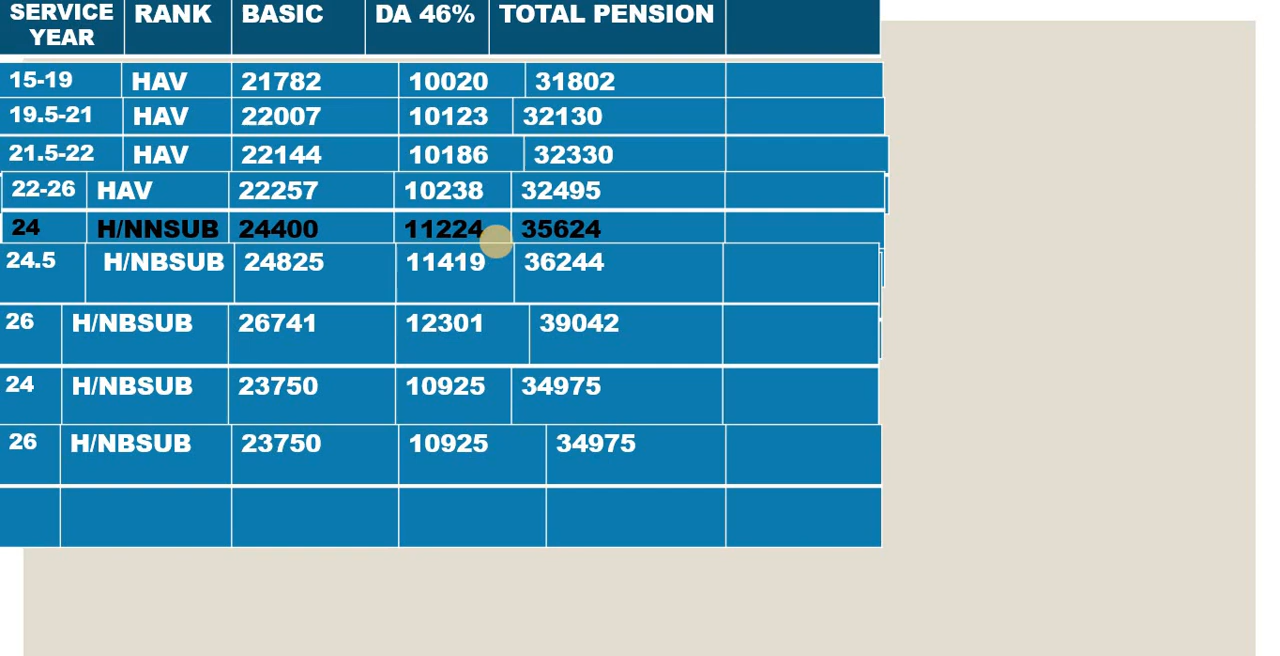 SERVICE YEAR RANK BASIC DA 46% TOTAL PENSION
15-19 HAV 21782 10020 31802
19.5-21 HAV 22007 10123 32130
21.5-22 HAV 22144 10186 32330
22-26 HAV 22257 10238 32495
24 H/NNSUB 24400 11224 35624
24.5 H/NBSUB 24825 11419 36244
26 H/NBSUB 26741 12301 39042
24 H/NBSUB 23750 10925 34975
26 H/NBSUB 23750 10925 34975